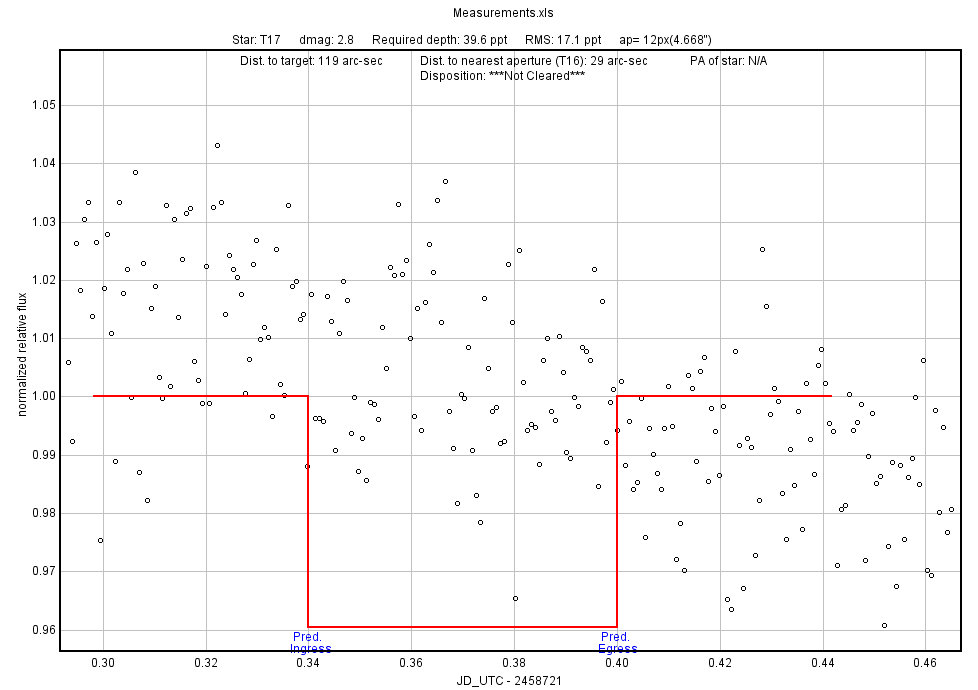 Measurements.xls
Star: T17 dmag: 2.8 Required depth: 39.6 ppt RMS: 17.1 ppt ap= 12px(4.668")
Dist. to target: 119 arc-sec Dist. to nearest aperture (T16): 29 arc-sec PA of star: N/A
Disposition: ***Not Cleared***
normalized relative flux
1.05
1.04
1.03
1.02
1.01
1.00
0.99
0.98
0.97
0.96
Pred. Pred.
Ingress Egress
0.30 0.32 0.34 0.36 0.38 0.40 0.42 0.44 0.46
JD_UTC - 2458721